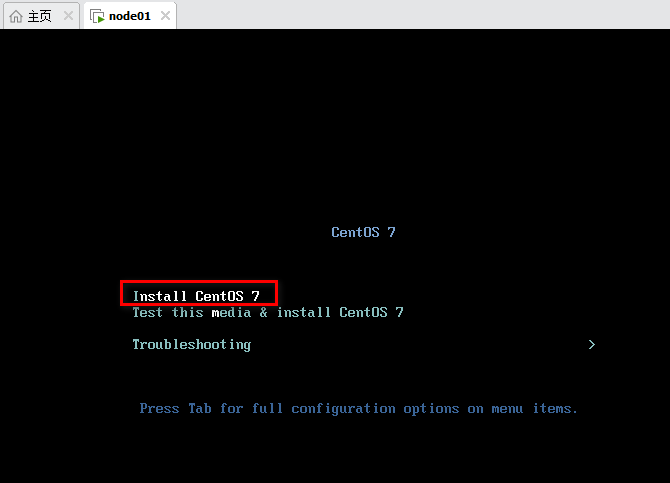 主页
node01
CentOS 7
Install CentOS 7
Test this media & install CentOS 7
Troubleshooting >
Press Tab for full configuration options on menu items.